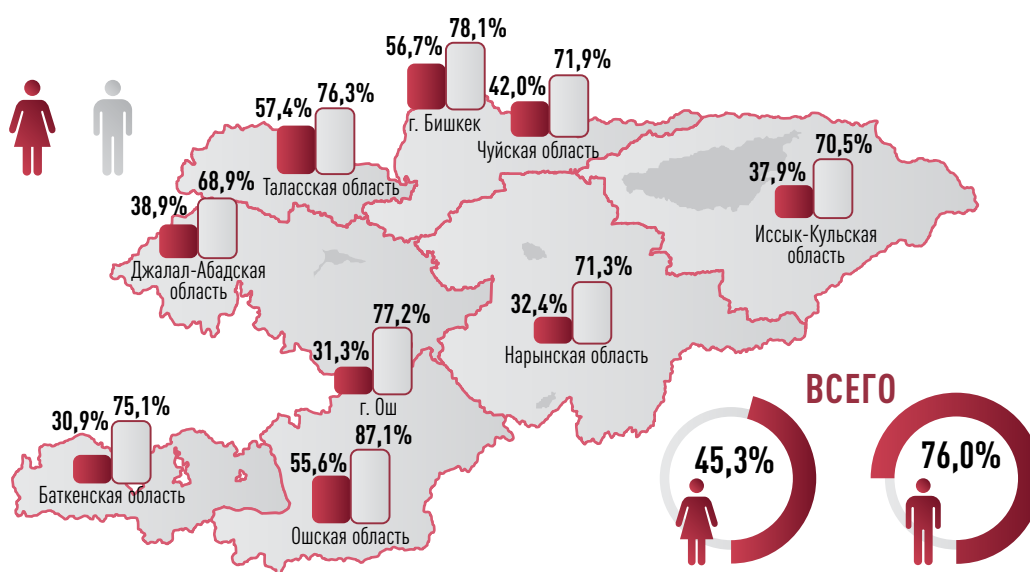 56,7%
78,1%
г. Бишкек
42,0%
71,9%
Чуйская область
57,4%
76,3%
Таласская область
37,9%
70,5%
Иссык-Кульская
область
38,9%
68,9%
Джалал-Абадская
область
32,4%
71,3%
Нарынская область
31,3%
77,2%
г. Ош
30,9%
75,1%
Баткенская область
55,6%
87,1%
Ошская область
ВСЕГО
45,3%
76,0%